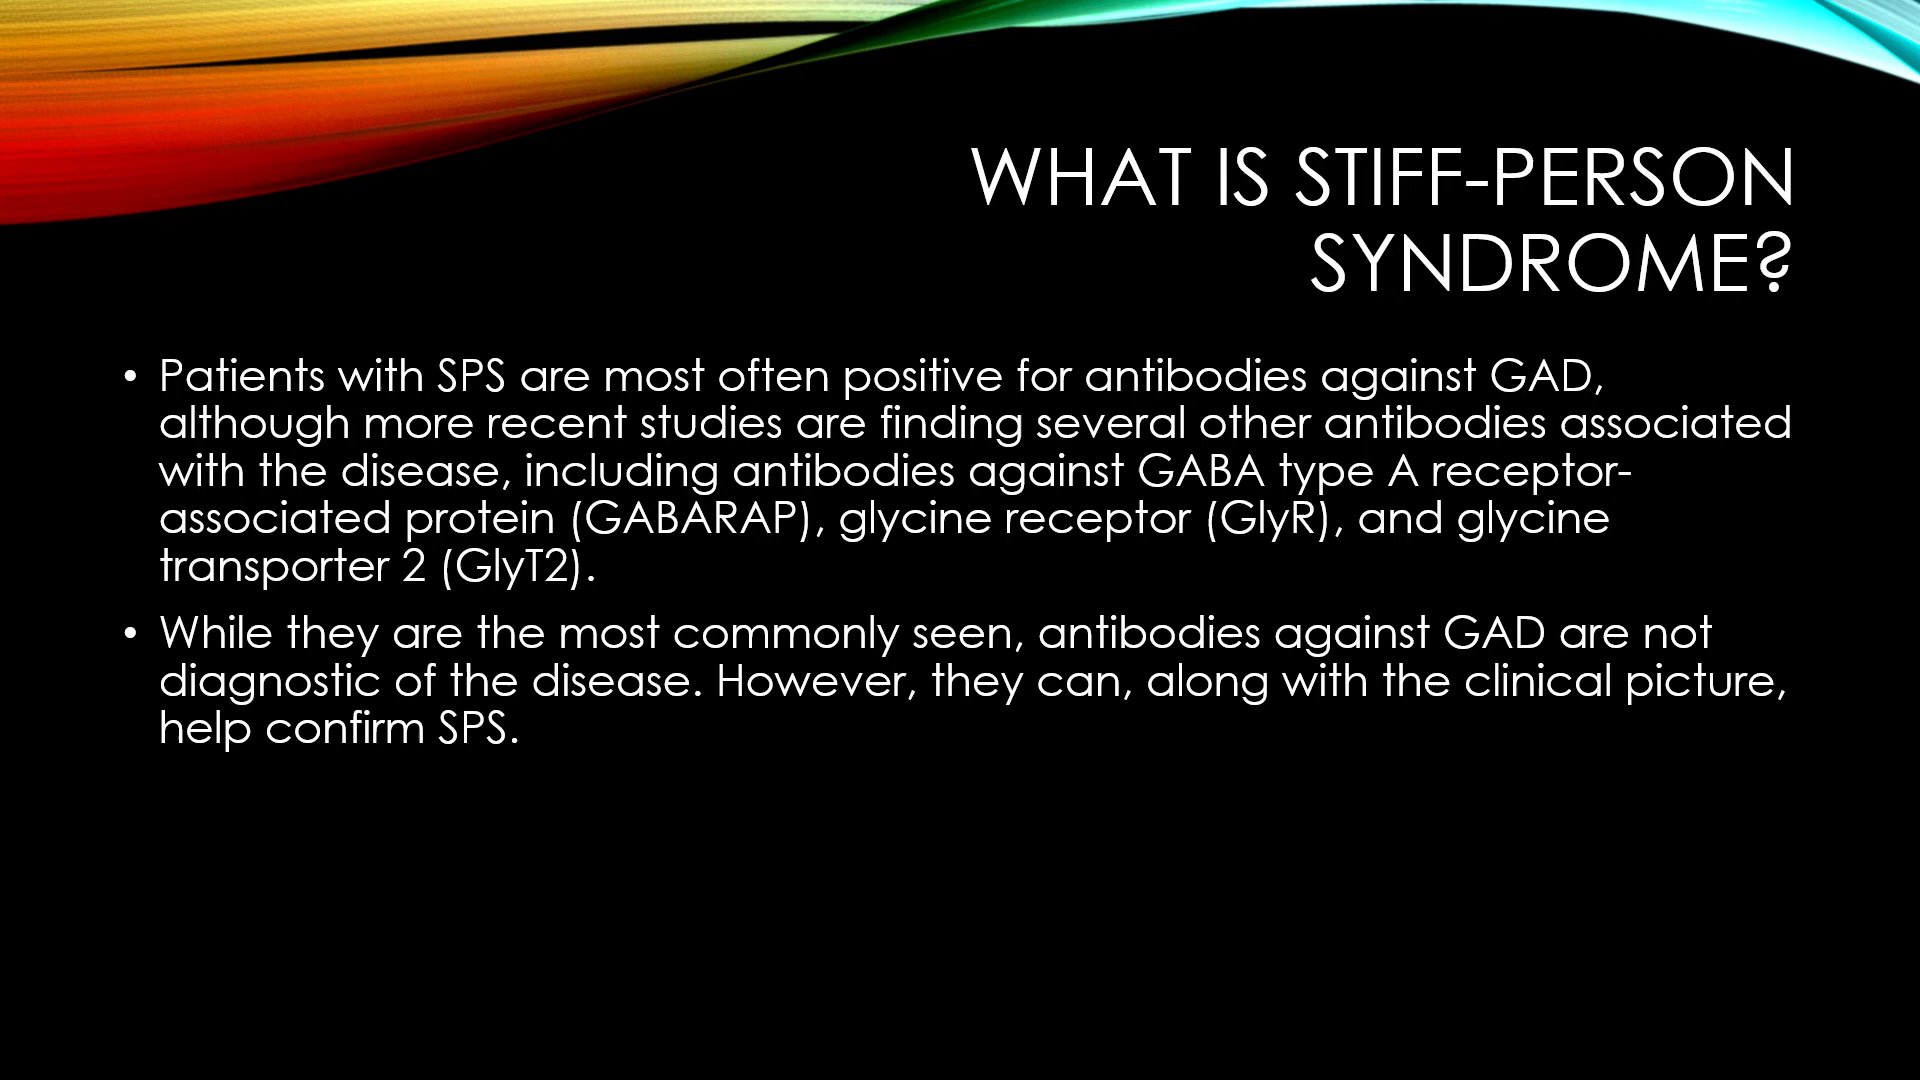 WHAT IS STIFF-PERSON
SYNDROME?
• Patients with SPS are most often positive for antibodies against GAD,
although more recent studies are finding several other antibodies associated
with the disease, including antibodies against GABA type A receptor-
associated protein (GABARAP), glycine receptor (GlyR), and glycine
transporter 2 (GlyT2).
• While they are the most commonly seen, antibodies against GAD are not
diagnostic of the disease. However, they can, along with the clinical picture,
help confirm SPS.